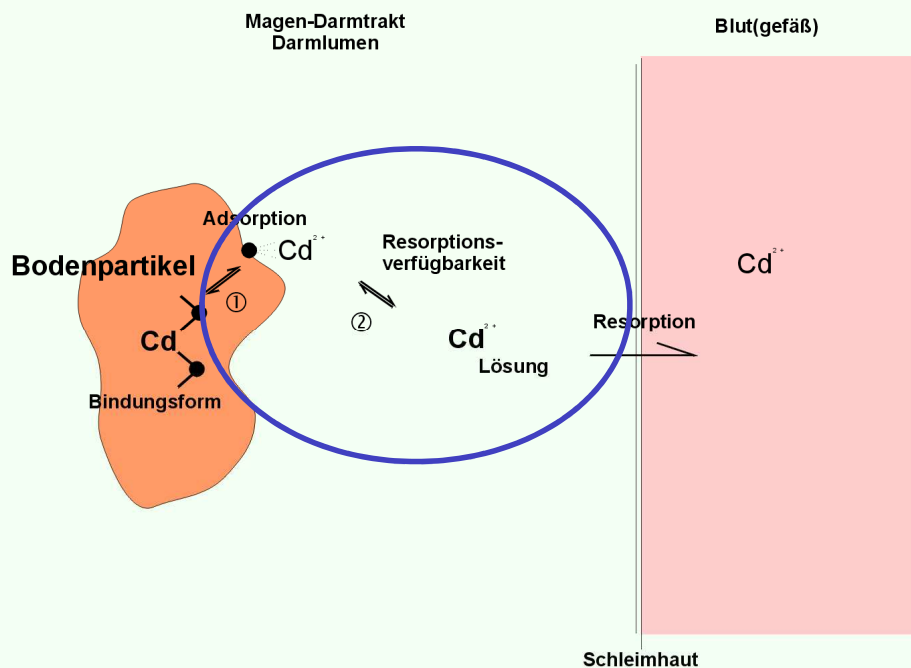 Magen-Darmtrakt
Darmlumen
Blut(gefäß)
Adsorption
Cd2+
Bodenpartikel
①
Cd
Bindungsform
Resorptions-
verfügbarkeit
②
Cd2+
Lösung
Resorption
Cd2+
Schleimhaut